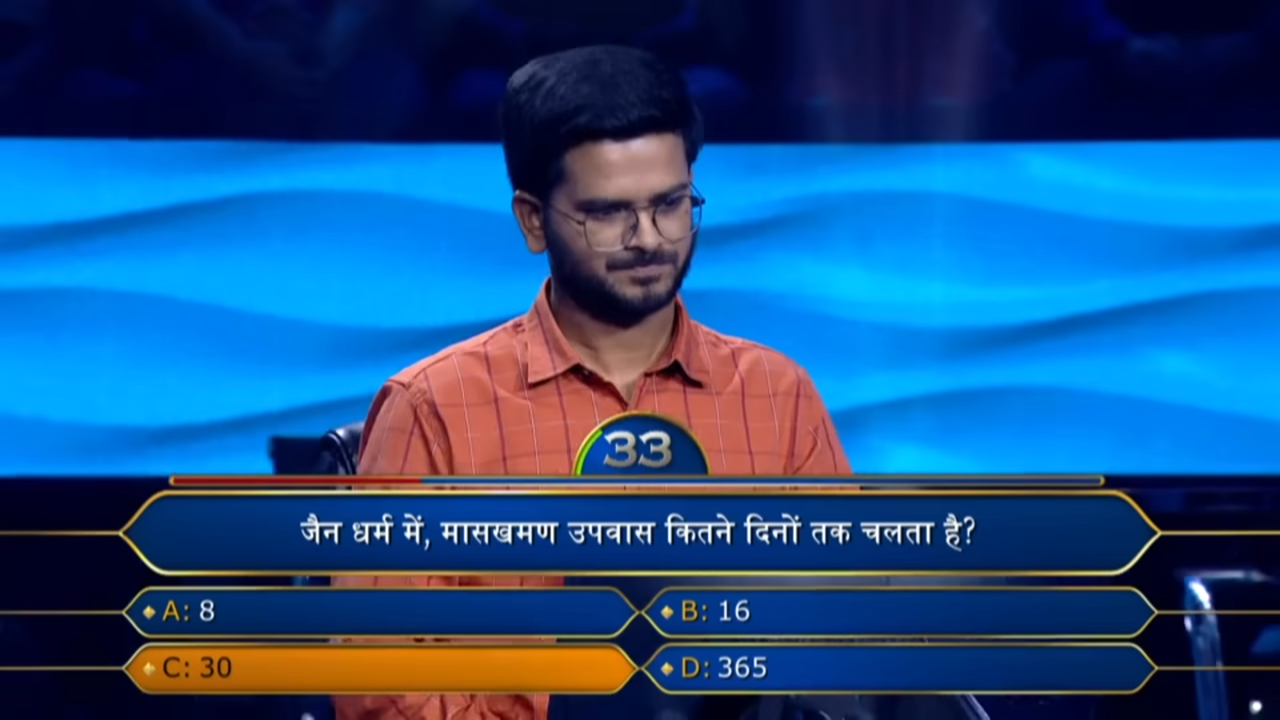 33
जैन धर्म में, मासखमण उपवास कितने दिनों तक चलता है?
A: 8
B: 16
C: 30
D: 365